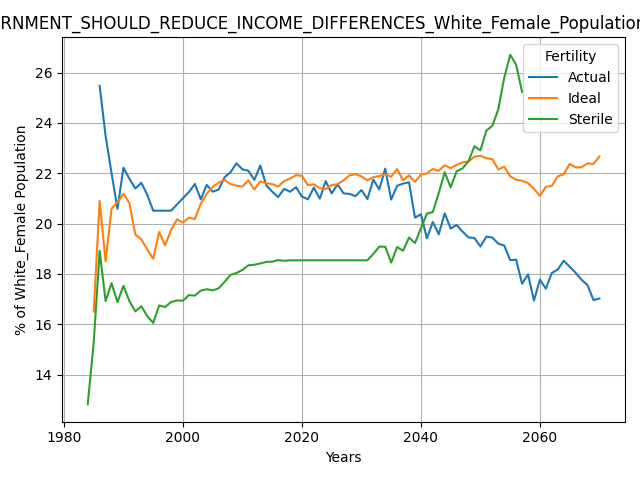 RNMENT_SHOULD_REDUCE_INCOME_DIFFERENCES_White_Female_Population
Fertility
Actual
Ideal
Sterile
% of White_Female Population
26
24
22
20
18
16
14
1980
2000
2020
2040
2060
Years